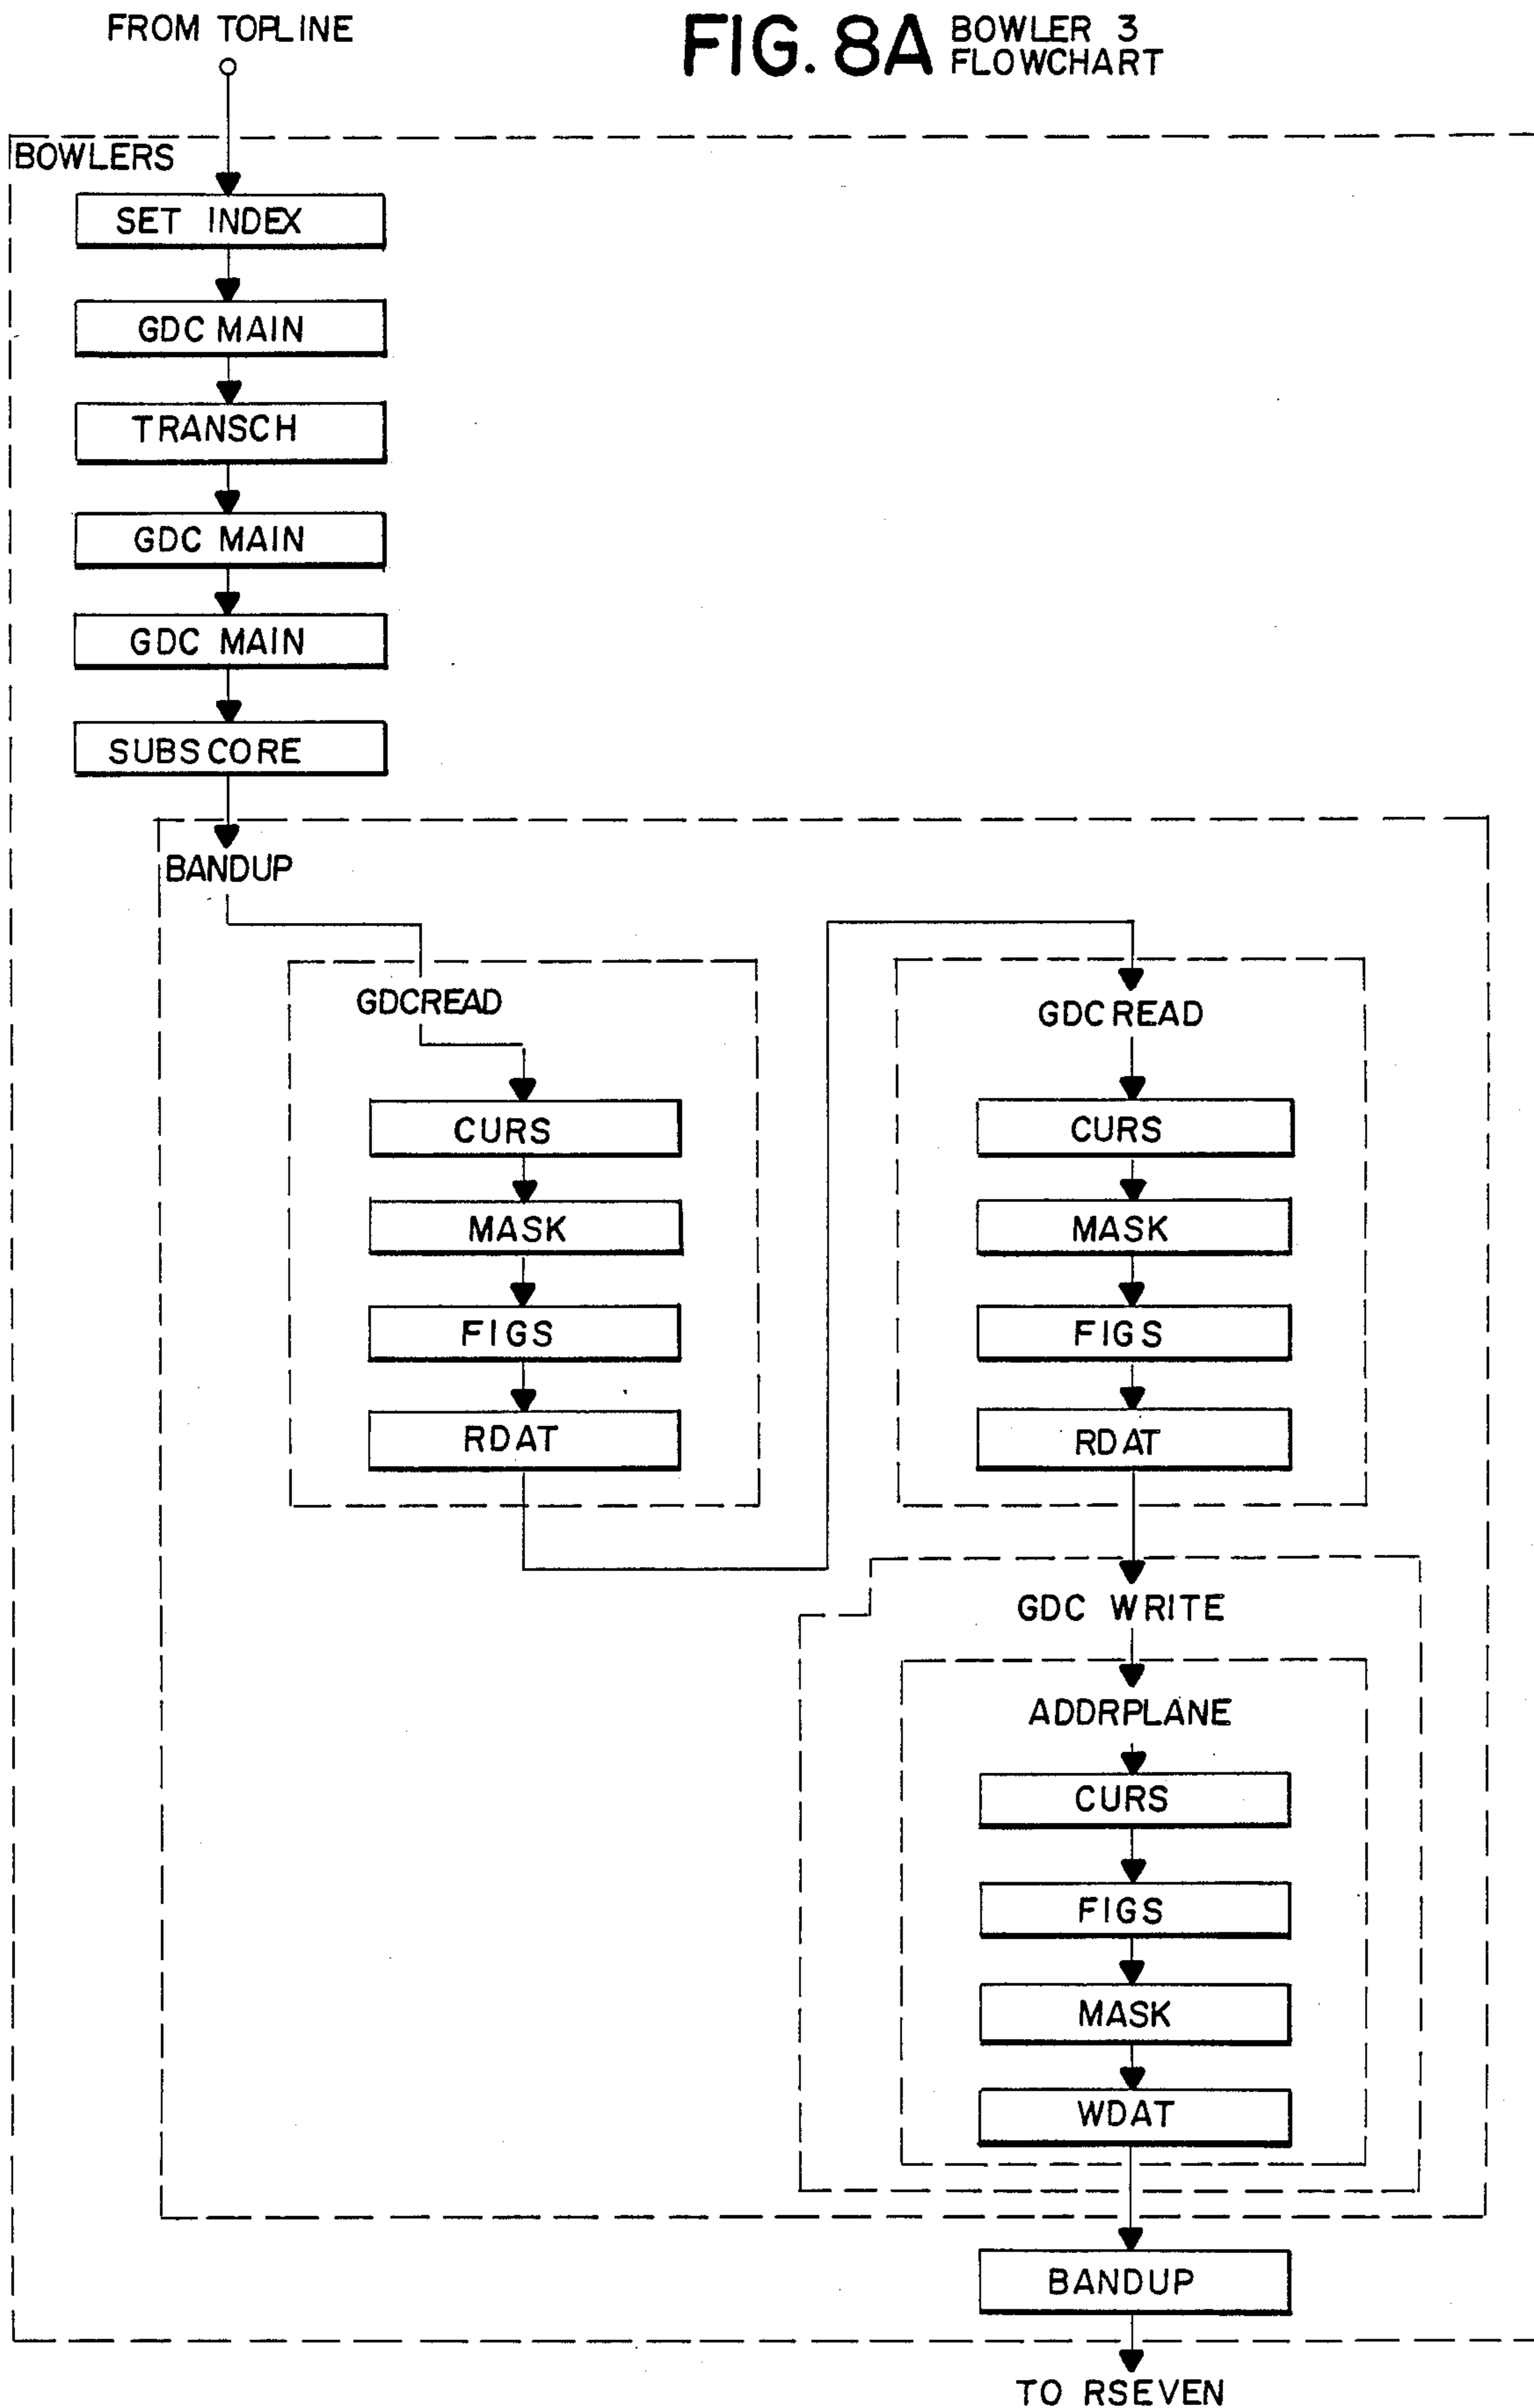 FROM TOPLINE
FIG. 8A BOWLER 3
FLOWCHART
BOWLERS
SET INDEX
GDC MAIN
TRANSCH
GDC MAIN
GDC MAIN
SUBSCORE
BANDUP
GDCREAD
CURS
MASK
FIGS
RDAT
GDCREAD
CURS
MASK
FIGS
RDAT
GDC WRITE
ADDRPLANE
CURS
FIGS
MASK
WDAT
BANDUP
TO RSEVEN